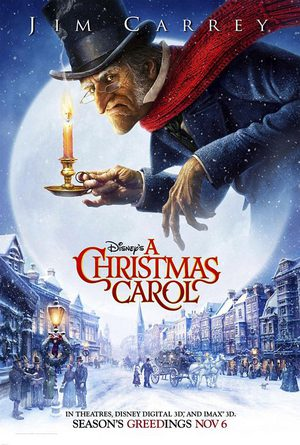 JIM CARREY
DISNEY'S
A
CHRISTMAS
CAROL
IN THEATRES, DISNEY DIGITAL 3D, AND IMAX 3D.
SEASON'S GREEDINGS NOV 6